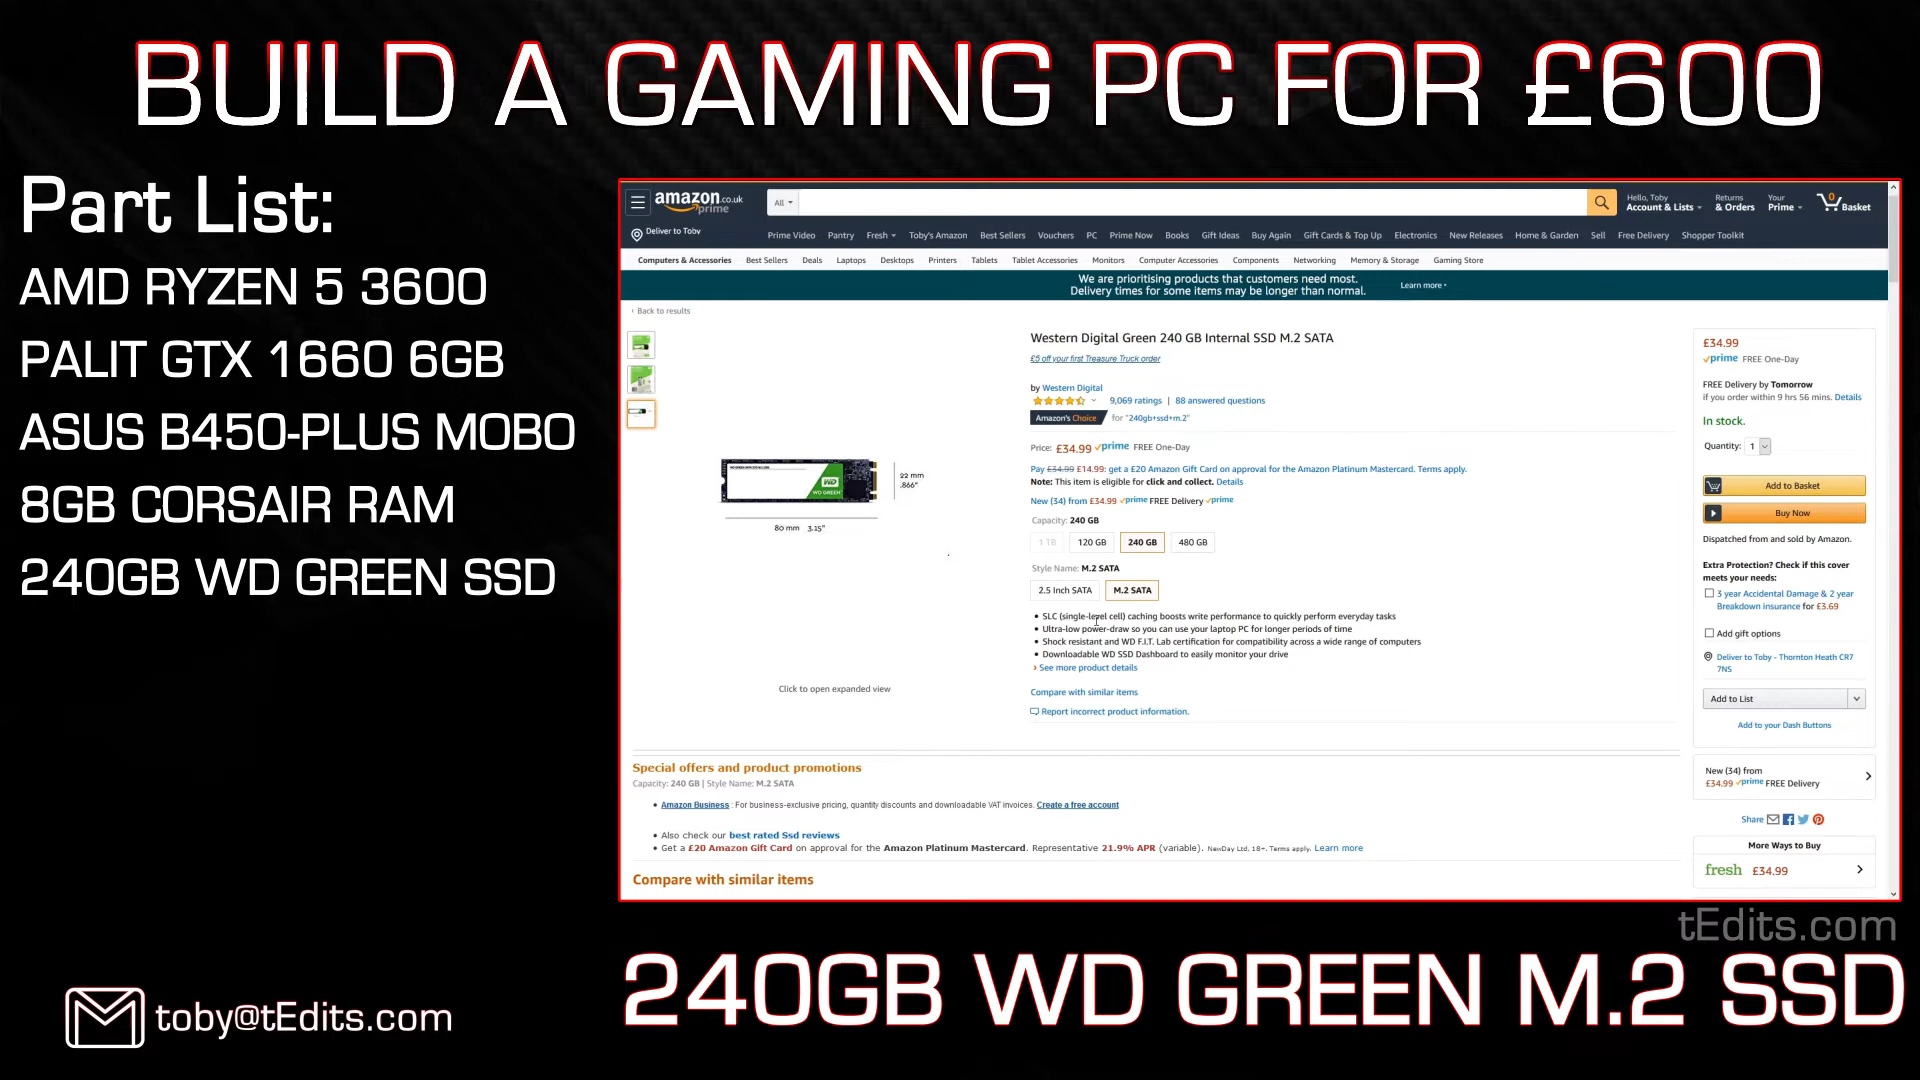 BUILD A GAMING PC FOR £600
Part List:
AMD RYZEN 5 3600
PALIT GTX 1660 6GB
ASUS B450-PLUS MOBO
8GB CORSAIR RAM
240GB WD GREEN SSD
toby@tEdits.com
amazon.co.uk
prime
All
Hello, Toby
Account & Lists
Returns
& Orders
Your
Prime
0
Basket
Deliver to Toby
Prime Video Pantry Fresh Toby's Amazon Best Sellers Vouchers PC Prime Now Books Gift Ideas Buy Again Gift Cards & Top Up Electronics New Releases Home & Garden Sell Free Delivery Shopper Toolkit
Computers & Accessories Best Sellers Deals Laptops Desktops Printers Tablets Tablet Accessories Monitors Computer Accessories Components Networking Memory & Storage Gaming Store
We are prioritising products that customers need most.
Delivery times for some items may be longer than normal.
Learn more
‹ Back to results
WD
WD GREEN
22 mm
.866"
80 mm 3.15"
Click to open expanded view
Western Digital Green 240 GB Internal SSD M.2 SATA
£5 off your first Treasure Truck order
by Western Digital
9,069 ratings | 88 answered questions
Amazon's Choice for "240gb+ssd+m.2"
Price: £34.99 prime FREE One-Day
Pay £34.99 £14.99: get a £20 Amazon Gift Card on approval for the Amazon Platinum Mastercard. Terms apply.
Note: This item is eligible for click and collect. Details
New (34) from £34.99 prime FREE Delivery prime
Capacity: 240 GB
1 TB 120 GB 240 GB 480 GB
Style Name: M.2 SATA
2.5 Inch SATA M.2 SATA
• SLC (single-level cell) caching boosts write performance to quickly perform everyday tasks
• Ultra-low power-draw so you can use your laptop PC for longer periods of time
• Shock resistant and WD F.I.T. Lab certification for compatibility across a wide range of computers
• Downloadable WD SSD Dashboard to easily monitor your drive
› See more product details
Compare with similar items
Report incorrect product information.
£34.99
prime FREE One-Day
FREE Delivery by Tomorrow
if you order within 9 hrs 56 mins. Details
In stock.
Quantity: 1
Add to Basket
Buy Now
Dispatched from and sold by Amazon.
Extra Protection? Check if this cover
meets your needs:
3 year Accidental Damage & 2 year
Breakdown insurance for £3.69
Add gift options
Deliver to Toby - Thornton Heath CR7
7NS
Add to List
Add to your Dash Buttons
New (34) from
£34.99 prime FREE Delivery
Share
More Ways to Buy
fresh £34.99
Special offers and product promotions
Capacity: 240 GB | Style Name: M.2 SATA
• Amazon Business : For business-exclusive pricing, quantity discounts and downloadable VAT invoices. Create a free account
• Also check our best rated Ssd reviews
• Get a £20 Amazon Gift Card on approval for the Amazon Platinum Mastercard. Representative 21.9% APR (variable). NewDay Ltd, 18+. Terms apply. Learn more
Compare with similar items
tEdits.com
240GB WD GREEN M.2 SSD